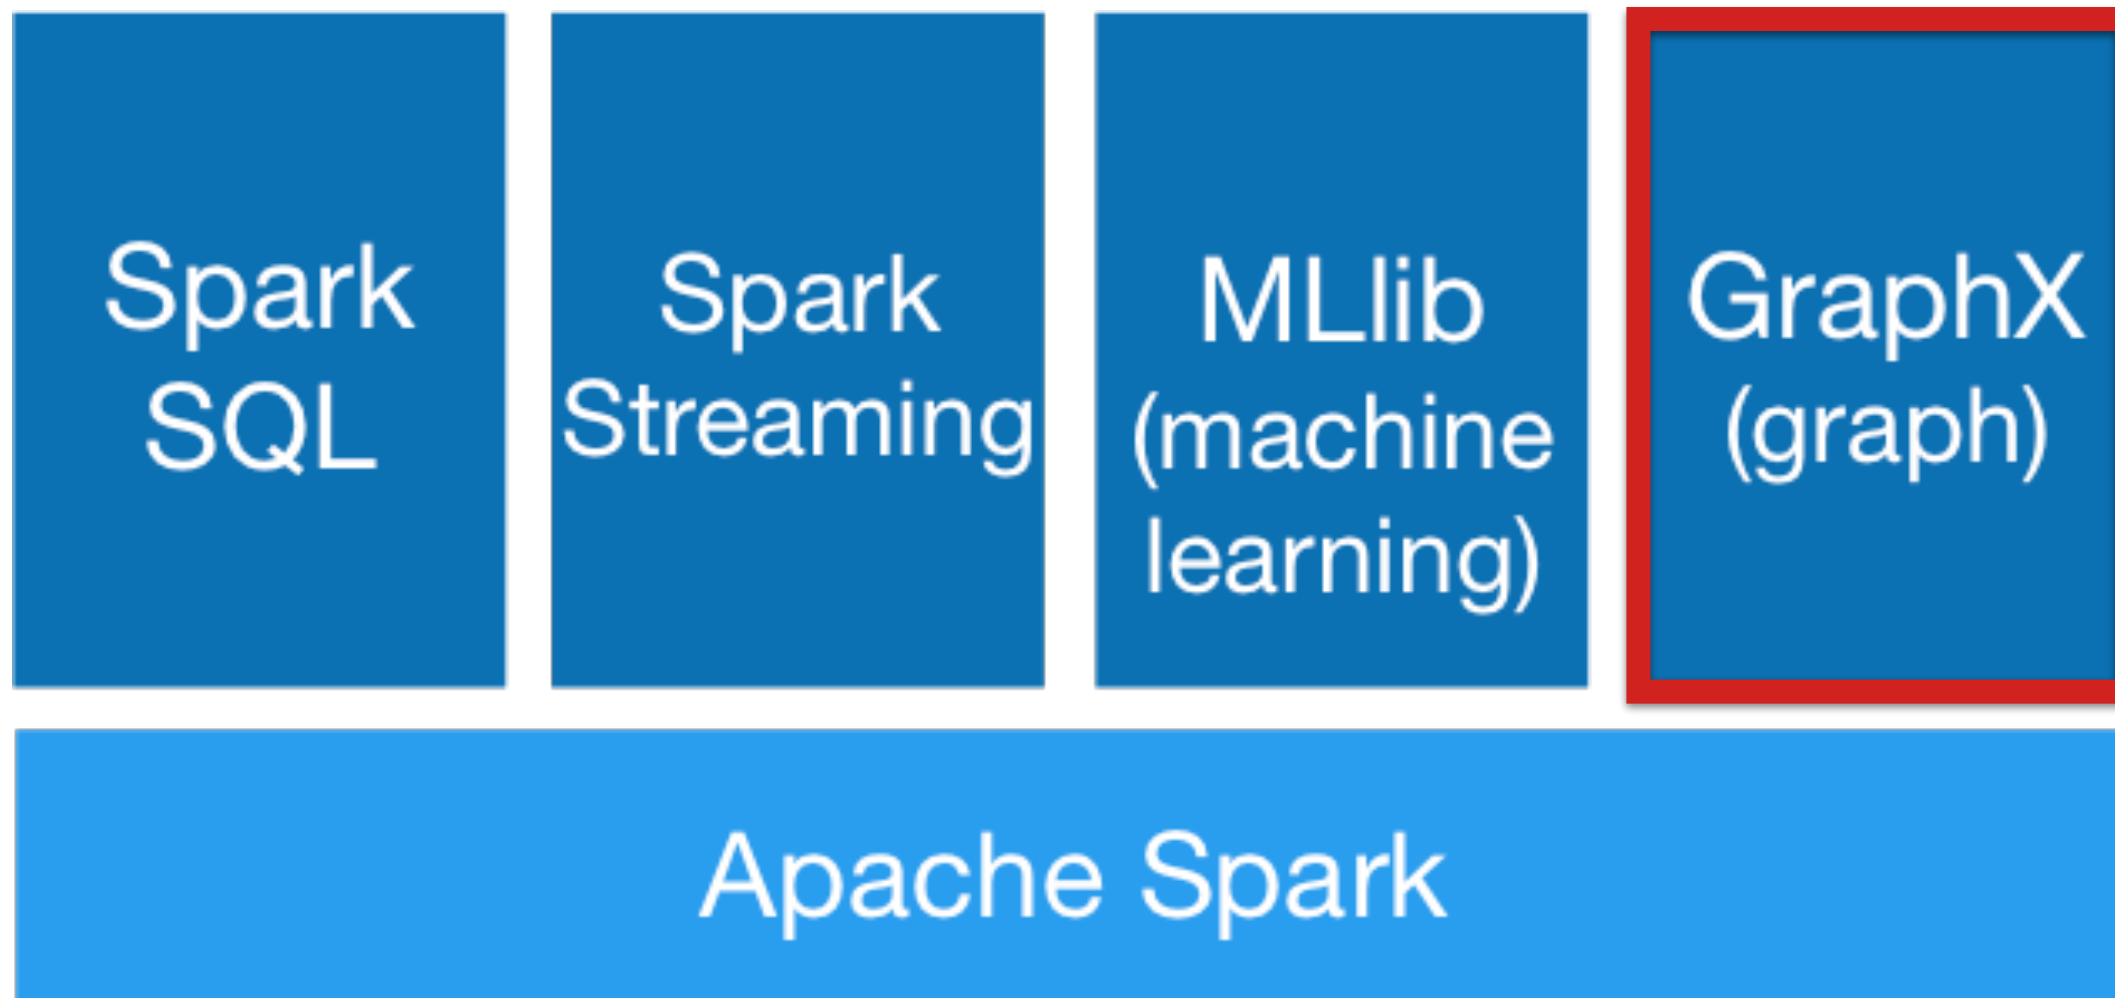 Spark
SQL
Spark
Streaming
MLlib
(machine
learning)
GraphX
(graph)
Apache Spark